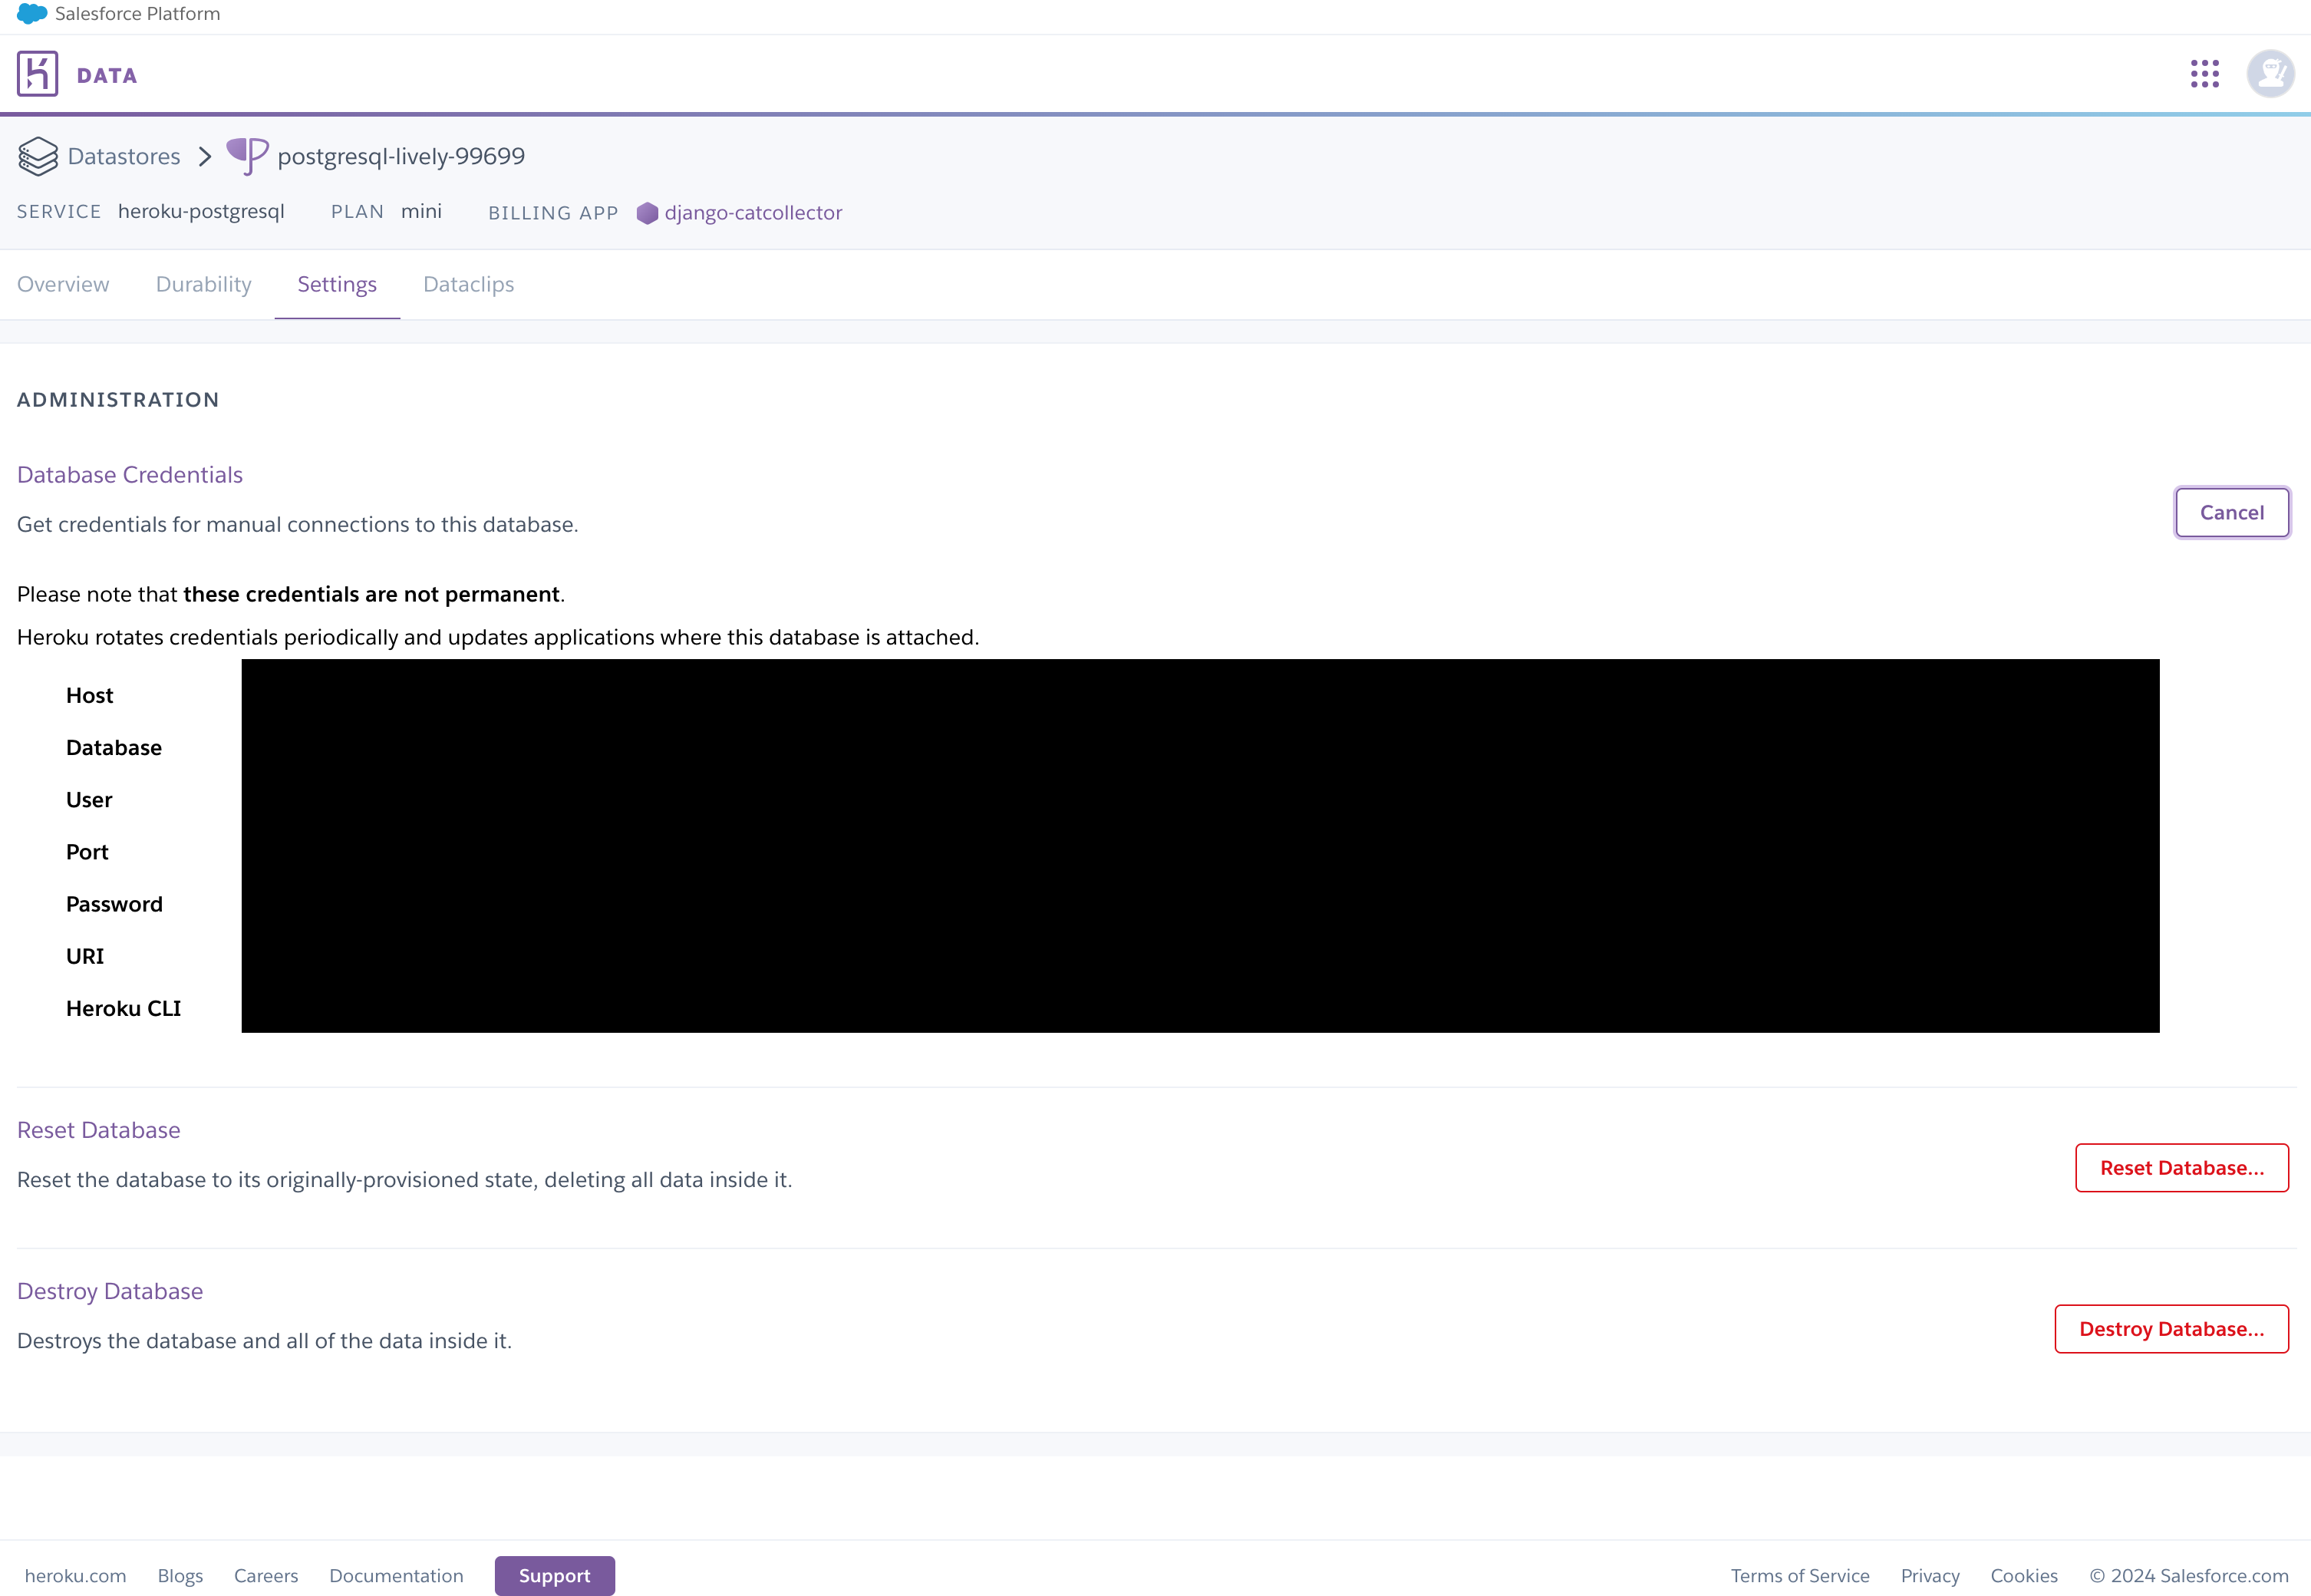 Salesforce Platform
DATA
Datastores postgresql-lively-99699
SERVICE heroku-postgresql PLAN mini BILLING APP django-catcollector
Overview Durability Settings Dataclips
ADMINISTRATION
Database Credentials
Get credentials for manual connections to this database.
Cancel
Please note that these credentials are not permanent.
Heroku rotates credentials periodically and updates applications where this database is attached.
Host
Database
User
Port
Password
URI
Heroku CLI
Reset Database
Reset the database to its originally-provisioned state, deleting all data inside it.
Reset Database...
Destroy Database
Destroys the database and all of the data inside it.
Destroy Database...
heroku.com Blogs Careers Documentation Support Terms of Service Privacy Cookies © 2024 Salesforce.com